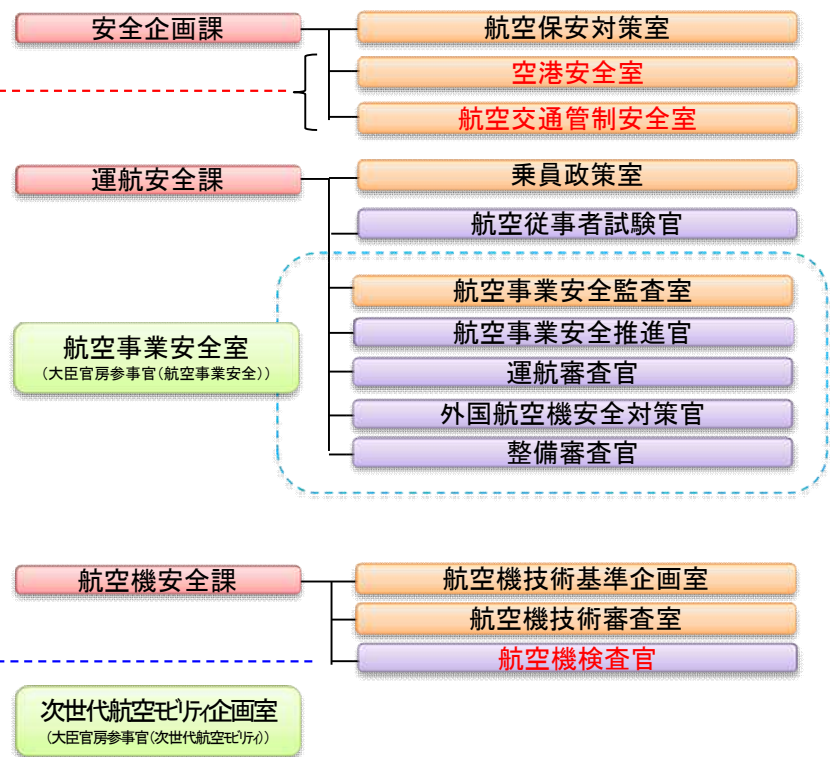 安全企画課
航空保安対策室
空港安全室
航空交通管制安全室
運航安全課
乗員政策室
航空従事者試験官
航空事業安全室
(大臣官房参事官(航空事業安全))
航空事業安全監査室
航空事業安全推進官
運航審査官
外国航空機安全対策官
整備審査官
航空機安全課
航空機技術基準企画室
航空機技術審査室
航空機検査官
次世代航空モビリティ企画室
(大臣官房参事官(次世代航空モビリティ))